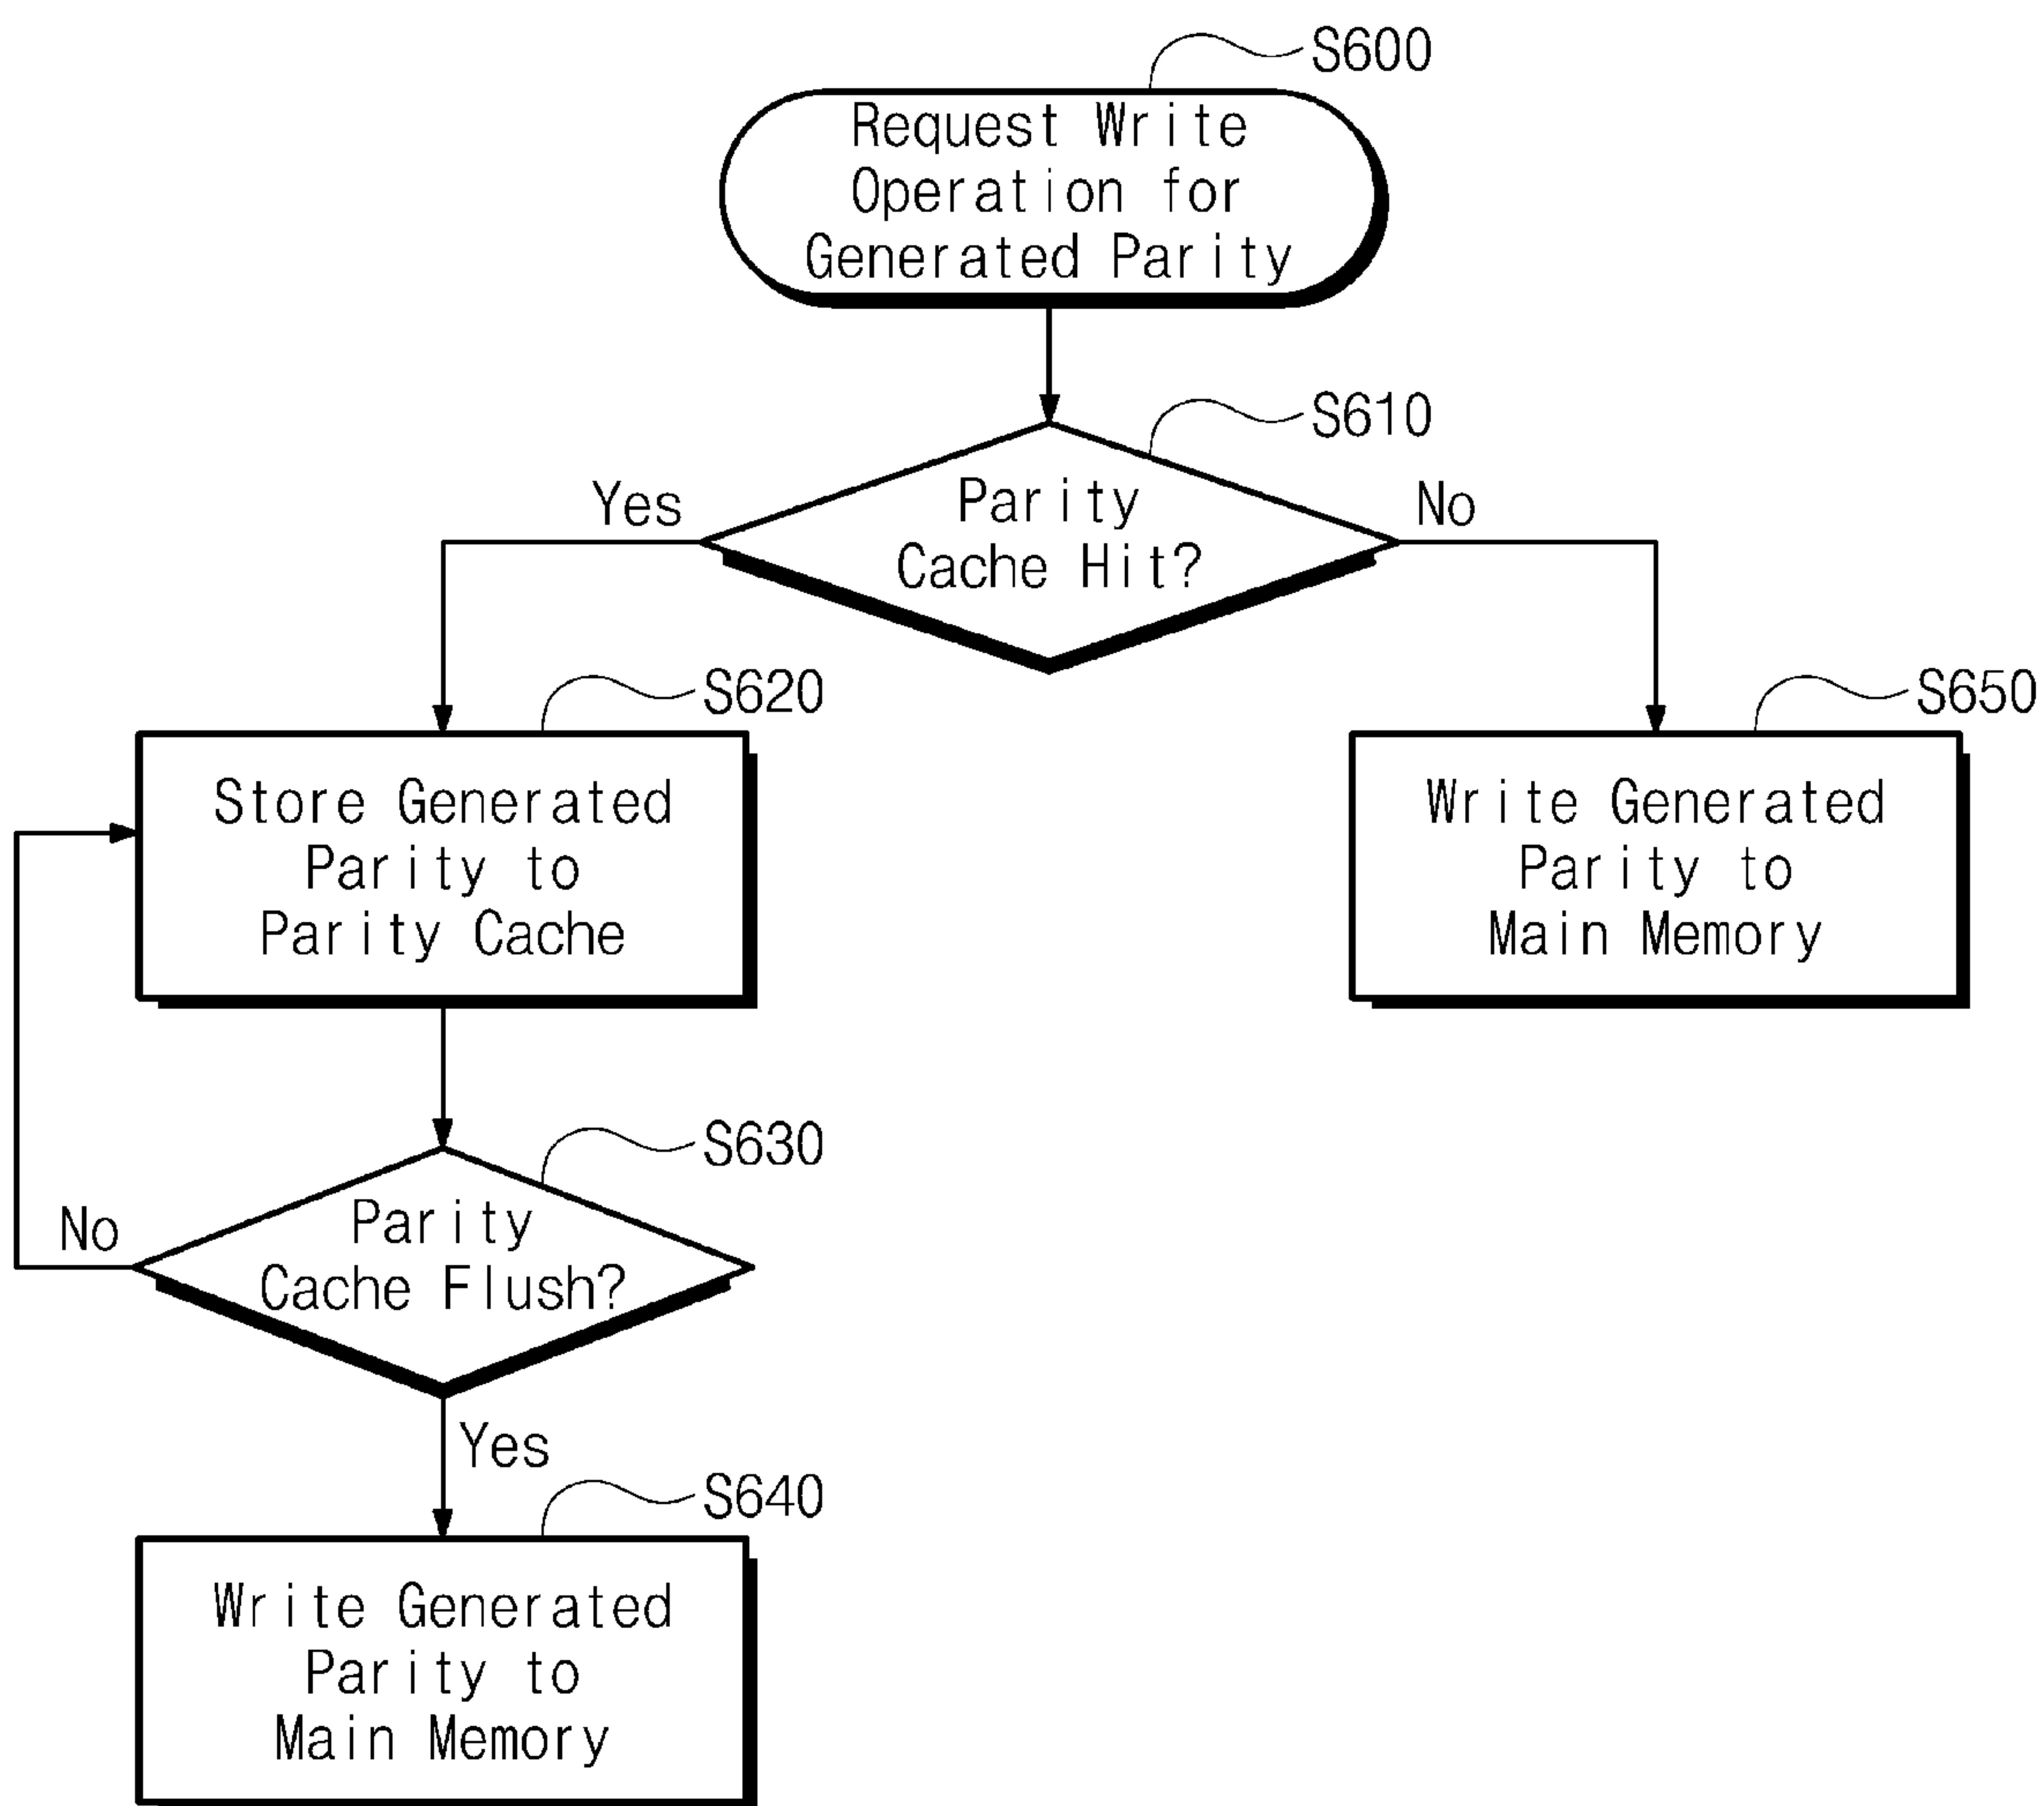 S600
Request Write
Operation for
Generated Parity
S610
Yes
Parity
Cache Hit?
No
S620
S650
Store Generated
Parity to
Parity Cache
Write Generated
Parity to
Main Memory
S630
No
Parity
Cache Flush?
Yes
S640
Write Generated
Parity to
Main Memory